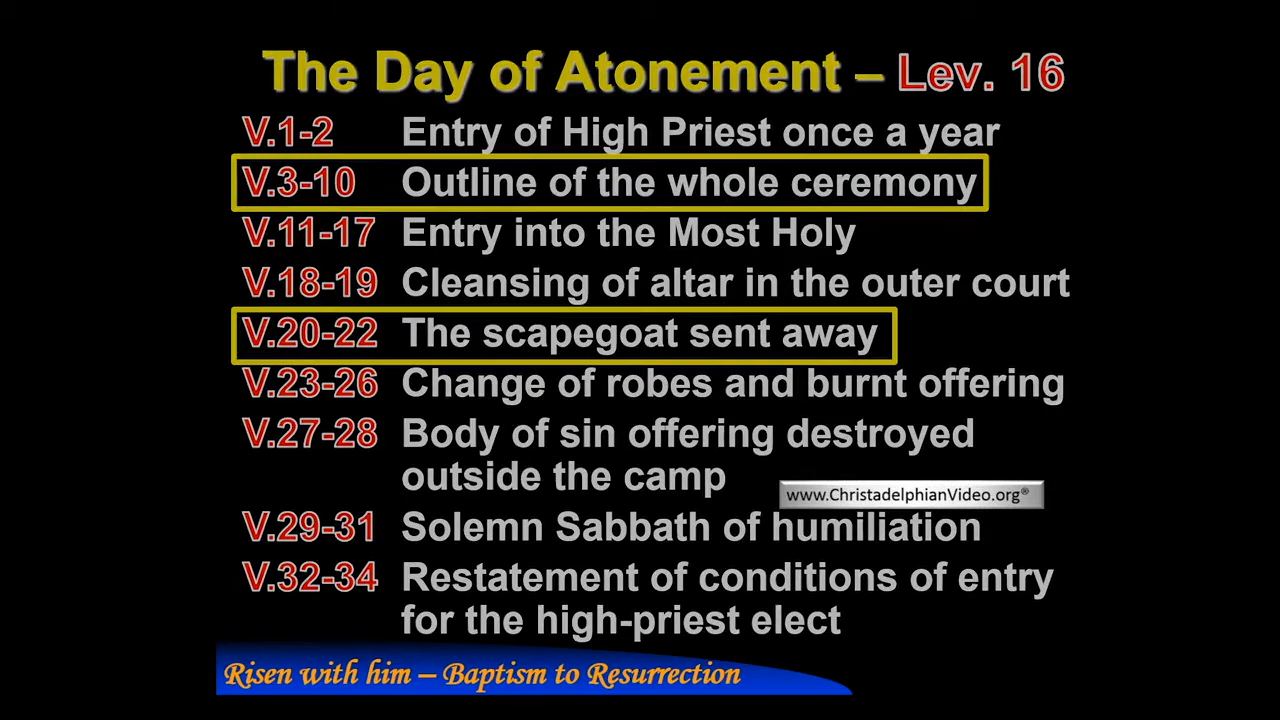 The Day of Atonement – Lev. 16
V.1-2 Entry of High Priest once a year
V.3-10 Outline of the whole ceremony
V.11-17 Entry into the Most Holy
V.18-19 Cleansing of altar in the outer court
V.20-22 The scapegoat sent away
V.23-26 Change of robes and burnt offering
V.27-28 Body of sin offering destroyed
outside the camp
www.ChristadelphianVideo.org®
V.29-31 Solemn Sabbath of humiliation
V.32-34 Restatement of conditions of entry
for the high-priest elect
Risen with him – Baptism to Resurrection